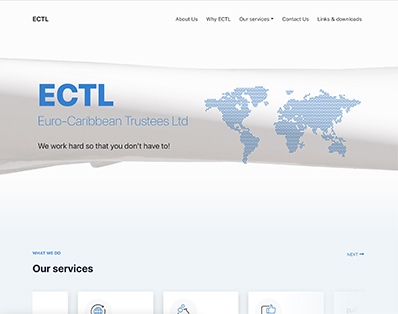 ECTL
About Us Why ECTL Our services Contact Us Links & downloads
ECTL
Euro-Caribbean Trustees Ltd
We work hard so that you don't have to!
WHAT WE DO
NEXT
Our services